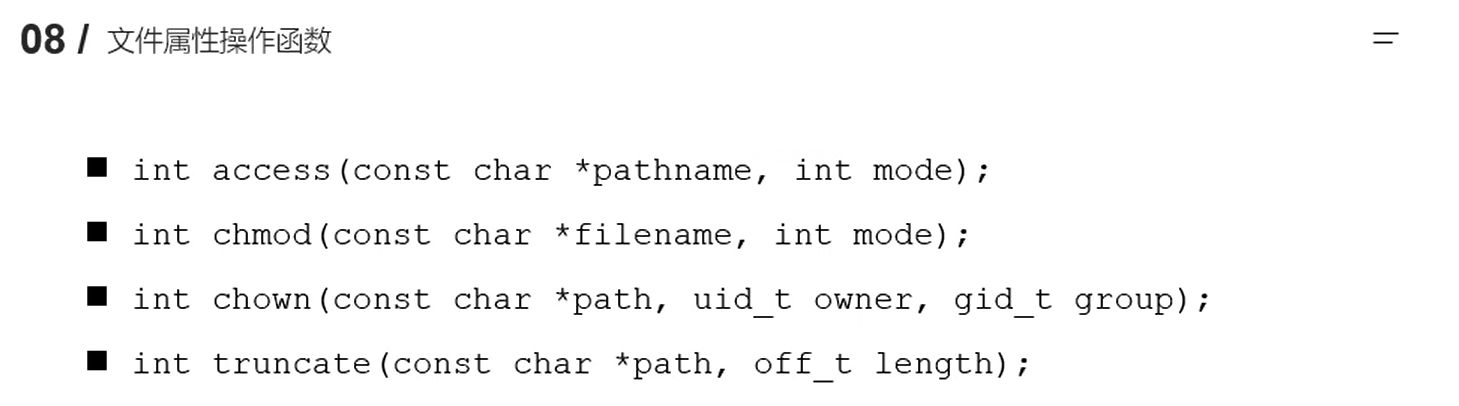 08 / 文件属性操作函数
int access(const char *pathname, int mode);
int chmod(const char *filename, int mode);
int chown(const char *path, uid_t owner, gid_t group);
int truncate(const char *path, off_t length);